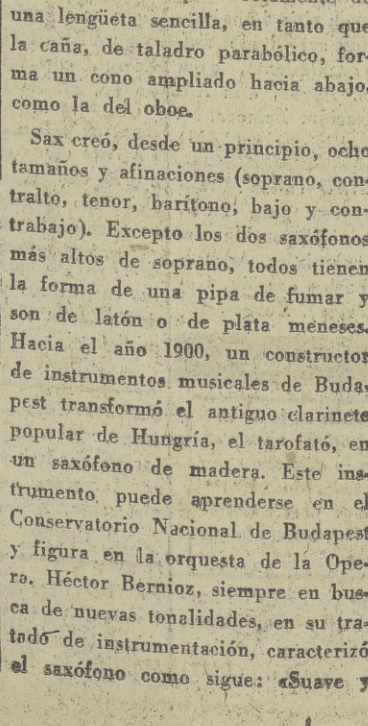 una lengüeta sencilla, en tanto que
la caña, de taladro parabólico, for-
ma un cono ampliado hacia abajo,
como la del oboe.
Sax creó, desde un principio, ocho
tamaños y afinaciones (soprano, con-
tralto, tenor, barítono, bajo y con-
trabajo). Excepto los dos saxófonos
más altos de soprano, todos tienen
la forma de una pipa de fumar y
son de latón o de plata meneses.
Hacia el año 1900, un constructor
de instrumentos musicales de Buda-
pest transformó el antiguo clarinete
popular de Hungría, el tarofató, en
un saxófono de madera. Este ins-
trumento puede aprenderse en el
Conservatorio Nacional de Budapest
y figura en la orquesta de la Ope-
ra. Héctor Bernioz, siempre en bus-
ca de nuevas tonalidades, en su tra-
tado de instrumentación, caracterizó
el saxófono como sigue: «Suave y